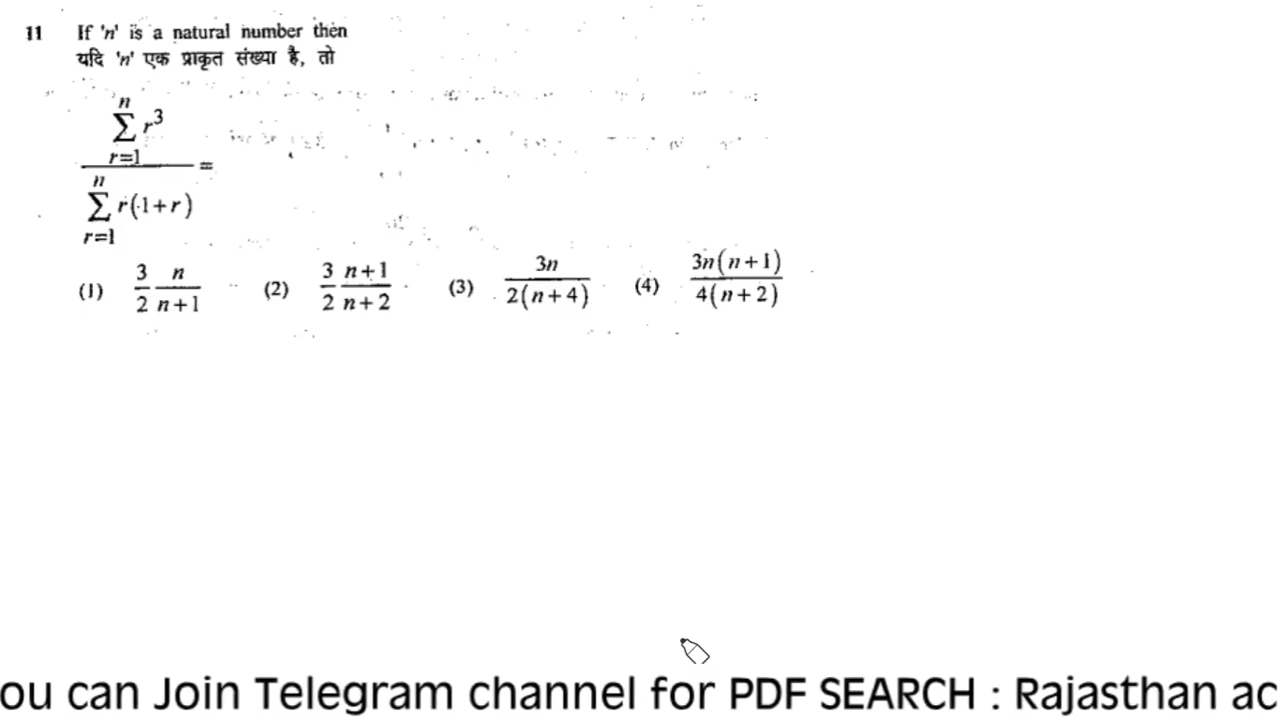 11 If 'n' is a natural number then
यदि 'n' एक प्राकृत संख्या है, तो
n
∑ r³
r=1
=
n
∑ r(1+r)
r=1
(1) 3/2 n/(n+1) (2) 3/2 (n+1)/(n+2) (3) 3n/2(n+4) (4) 3n(n+1)/4(n+2)
ou can Join Telegram channel for PDF SEARCH : Rajasthan ac